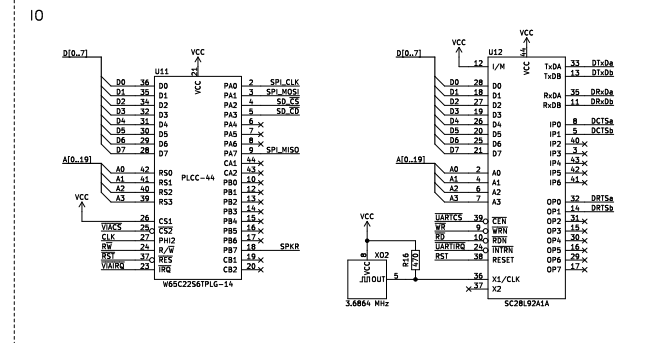 IO
D[0..7]
VCC
U11
21
VCC
D0 36 D0
D1 35 D1
D2 34 D2
D3 32 D3
D4 31 D4
D5 30 D5
D6 29 D6
D7 28 D7
A[0..19]
A0 42 RS0
A1 41 RS1
A2 40 RS2
A3 39 RS3
VCC
26 CS1
VIACS 25 CS2
CLK 27 PHI2
RW 24 R/W
RST 37 RES
VIAIRQ 23 IRQ
PLCC-44
PA0 2 SPI_CLK
PA1 3 SPI_MOSI
PA2 4 SD_CS
PA3 5 SD_CD
PA4 6
PA5 7
PA6 8
PA7 9 SPI_MISO
CA1 44
CA2 43
PB0 10
PB1 12
PB2 13
PB3 14
PB4 15
PB5 16
PB6 17
PB7 18 SPKR
CB1 19
CB2 20
W65C22S6TPLG-14
D[0..7]
VCC
VCC
U12
44
VCC
12 I/M
D0 28 D0
D1 18 D1
D2 27 D2
D3 19 D3
D4 26 D4
D5 20 D5
D6 25 D6
D7 21 D7
A[0..19]
A0 2 A0
A1 4 A1
A2 6 A2
A3 7 A3
UARTCS 39 CEN
WR 9 WRN
RD 10 RDN
UARTIRQ 24 INTRN
RST 38 RESET
36 X1/CLK
37 X2
TxDA 33 DTxDa
TxDB 13 DTxDb
RxDA 35 DRxDa
RxDB 11 DRxDb
IP0 8 DCTSa
IP1 5 DCTSb
IP2 40
IP3 3
IP4 43
IP5 42
IP6 41
OP0 32 DRTSa
OP1 14 DRTSb
OP2 31
OP3 15
OP4 30
OP5 16
OP6 29
OP7 17
SC28L92A1A
VCC
8
VCC
XO2
OUT 5
R16
470
3.6864 MHz